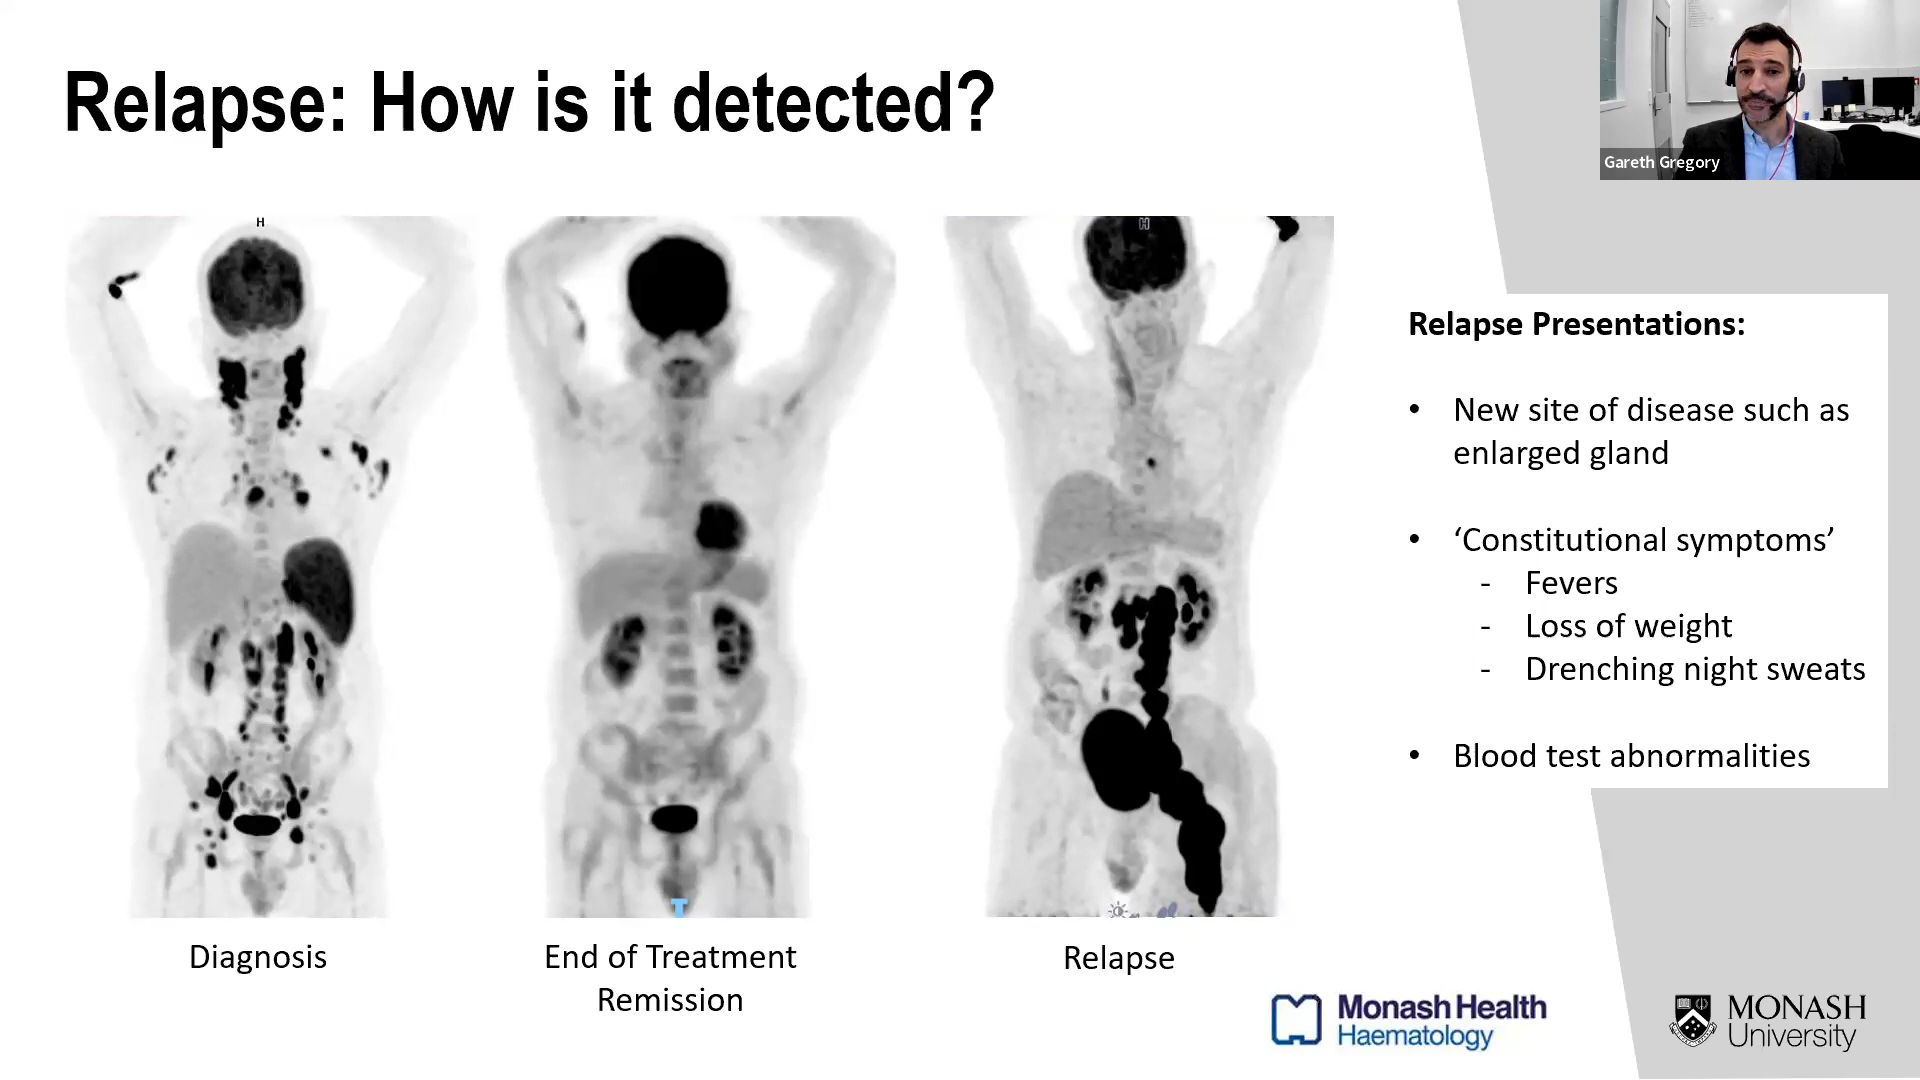 Relapse: How is it detected?
Gareth Gregory
H
H
T
Relapse Presentations:
• New site of disease such as
enlarged gland
• ‘Constitutional symptoms’
- Fevers
- Loss of weight
- Drenching night sweats
• Blood test abnormalities
Diagnosis
End of Treatment
Remission
Relapse
Monash Health
Haematology
MONASH
University